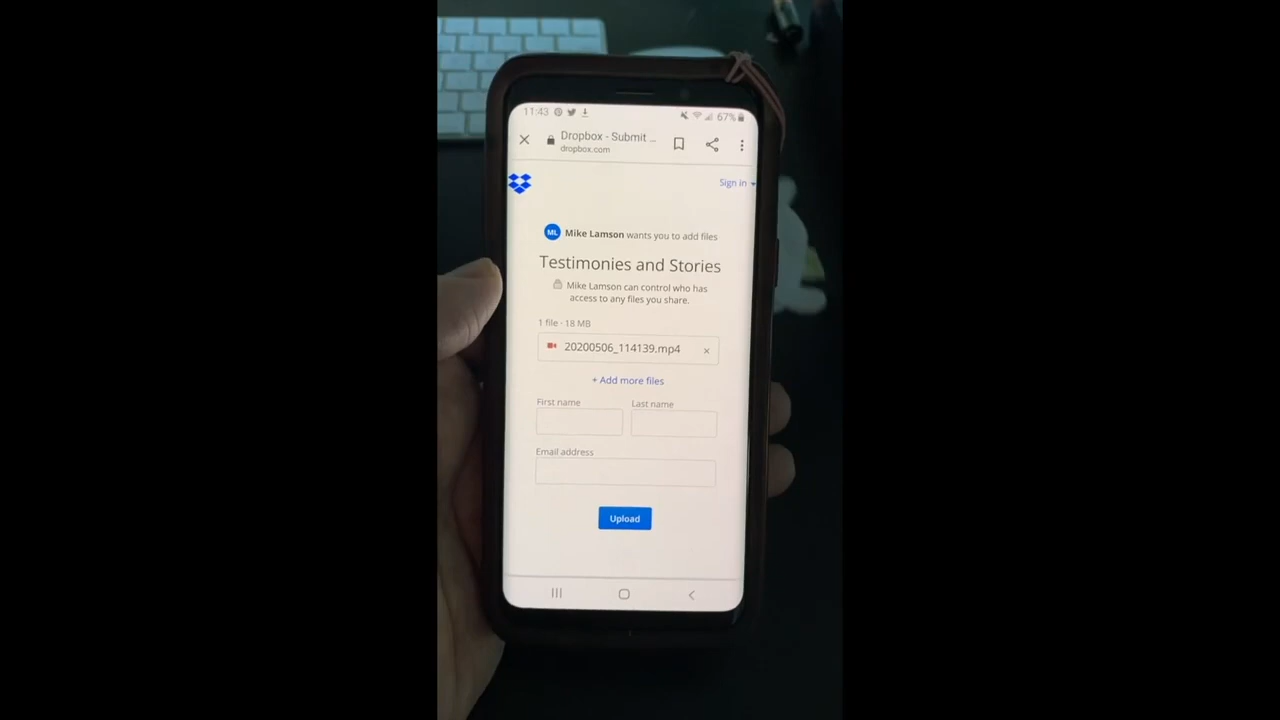 11:43 67%
Dropbox - Submit ...
dropbox.com
Sign in
ML Mike Lamson wants you to add files
Testimonies and Stories
Mike Lamson can control who has
access to any files you share.
1 file · 18 MB
20200506_114139.mp4
+ Add more files
First name Last name
Email address
Upload